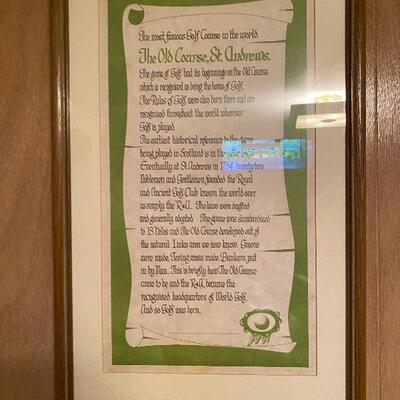 The most famous Golf Course in the world.
The Old Course, St. Andrews.
The game of Golf had its beginnings on the Old Course
which is recognised as being the home of Golf.
The Rules of Golf were also born there and are
recognised throughout the world wherever
Golf is played.
The earliest historical reference to the game
being played in Scotland is in the year
Eventually at St. Andrews in 1754 twenty two
Noblemen and Gentlemen, founded the Royal
and Ancient Golf Club known the world over
as simply the R&A. The laws were drafted
and generally adopted. The game was standardised
to 18 Holes and The Old Course developed out of
the natural Links area we now know. Greens
were made, Teeing areas made, Bunkers put
in by Man. This is briefly how The Old Course
came to be and the R&A. became the
recognised headquarters of World Golf.
And so Golf was born.